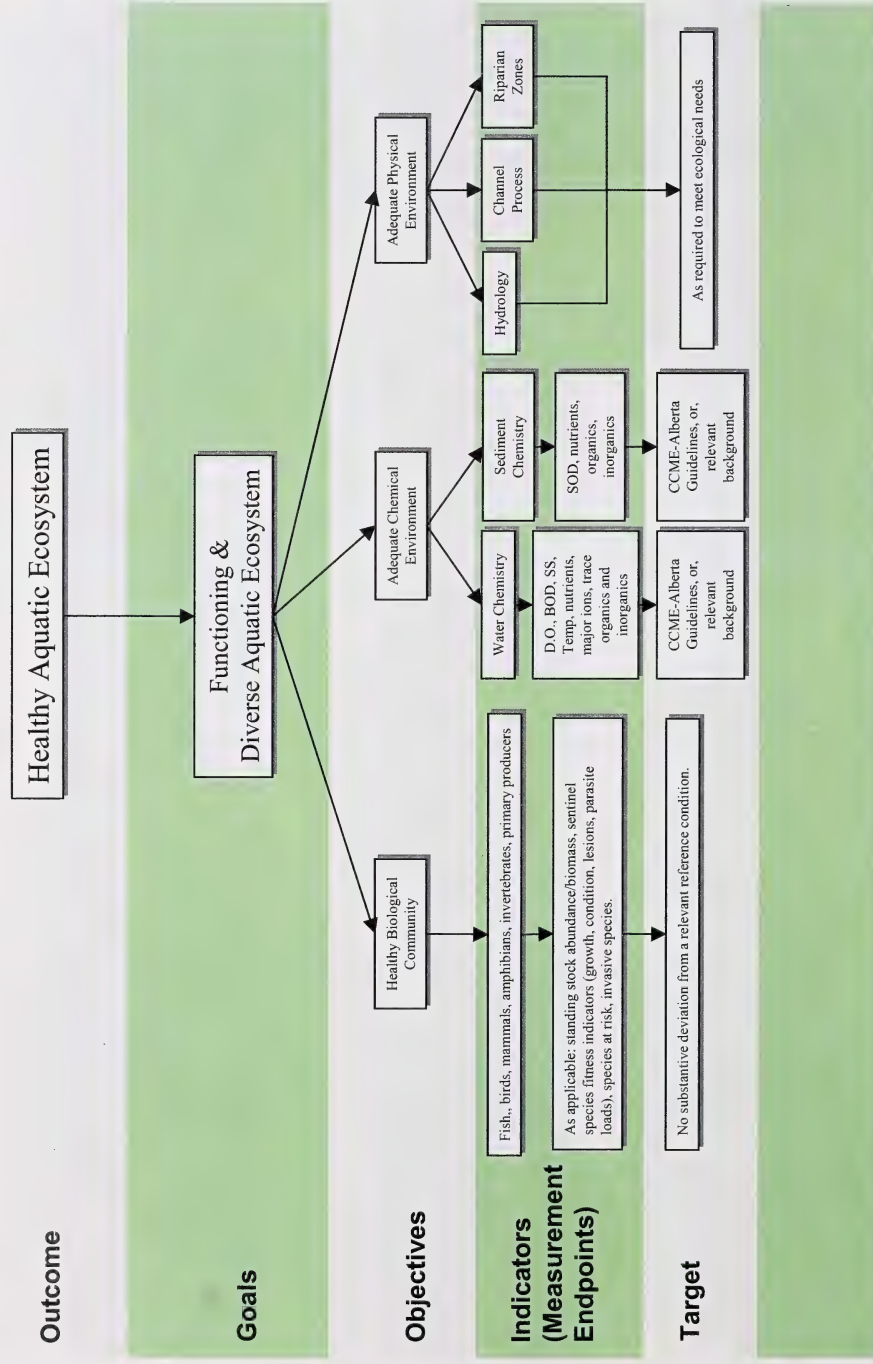 Outcome
Healthy Aquatic Ecosystem
Goals
Functioning &
Diverse Aquatic Ecosystem
Objectives
Healthy Biological
Community
Adequate Chemical
Environment
Adequate Physical
Environment
Indicators
(Measurement
Endpoints)
Fish,, birds, mammals, amphibians, invertebrates, primary producers
As applicable: standing stock abundance/biomass, sentinel
species fitness indicators (growth, condition, lesions, parasite
loads), species at risk, invasive species.
Water Chemistry
D.O., BOD, SS,
Temp, nutrients,
major ions, trace
organics and
inorganics
Sediment
Chemistry
SOD, nutrients,
organics,
inorganics
Hydrology
Channel
Process
Riparian
Zones
Target
No substantive deviation from a relevant reference condition.
CCME-Alberta
Guidelines, or,
relevant
background
CCME-Alberta
Guidelines, or,
relevant
background
As required to meet ecological needs